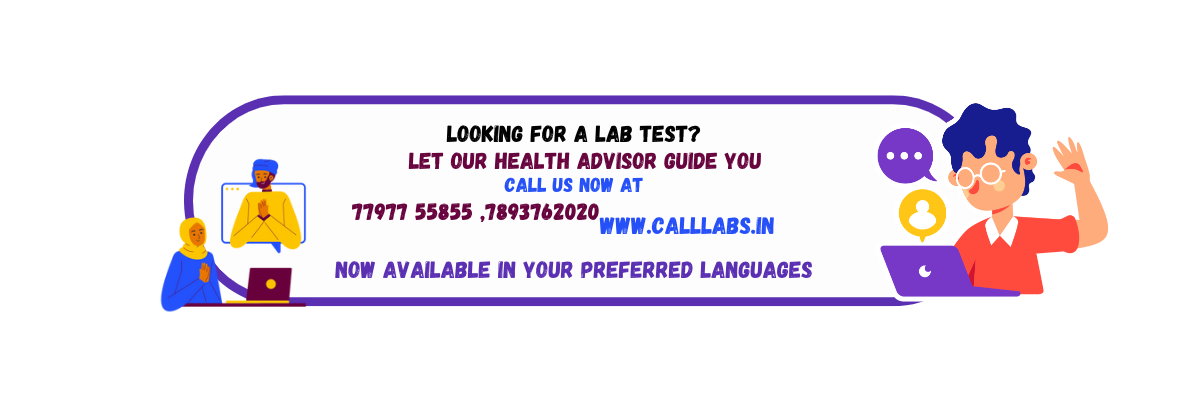 LOOKING FOR A LAB TEST?
LET OUR HEALTH ADVISOR GUIDE YOU
CALL US NOW AT
77977 55855 ,7893762020
WWW.CALLLABS.IN
NOW AVAILABLE IN YOUR PREFERRED LANGUAGES